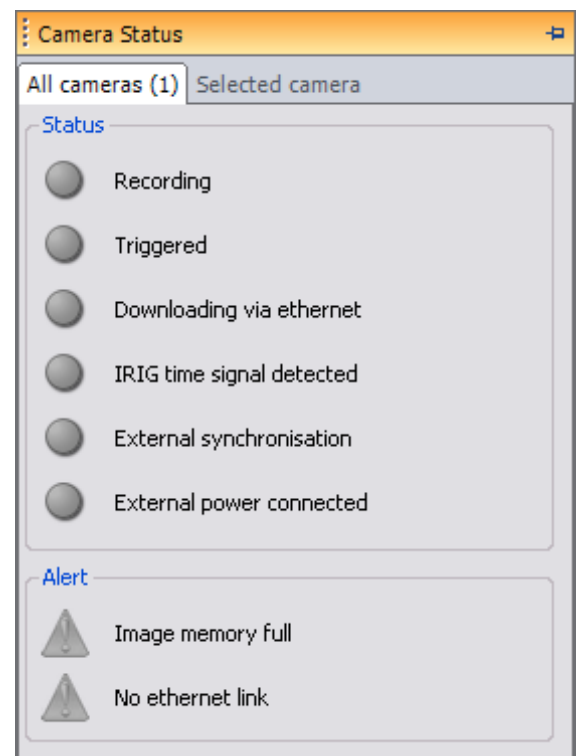 Camera Status
All cameras (1) Selected camera
Status
Recording
Triggered
Downloading via ethernet
IRIG time signal detected
External synchronisation
External power connected
Alert
Image memory full
No ethernet link